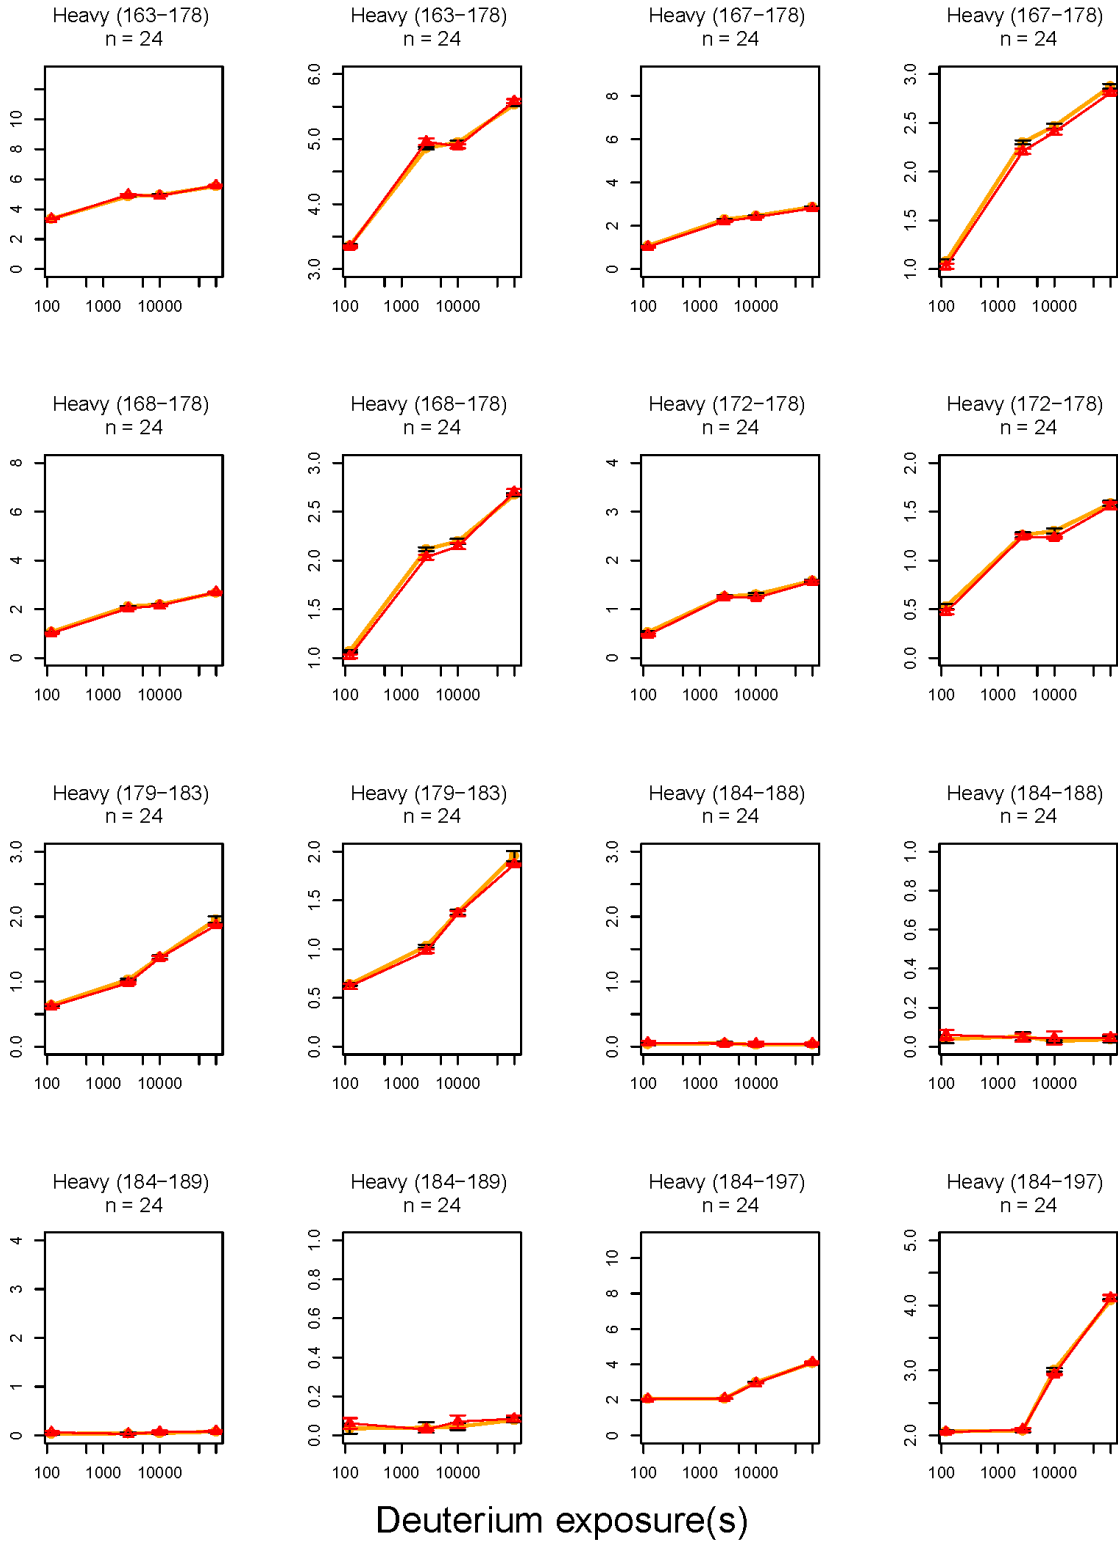 Heavy (163−178)
n = 24
Heavy (163−178)
n = 24
Heavy (167−178)
n = 24
Heavy (167−178)
n = 24
0 2 4 6 8 10
3.0 4.0 5.0 6.0
0 2 4 6 8
1.0 1.5 2.0 2.5 3.0
100 1000 10000
100 1000 10000
100 1000 10000
100 1000 10000
Heavy (168−178)
n = 24
Heavy (168−178)
n = 24
Heavy (172−178)
n = 24
Heavy (172−178)
n = 24
0 2 4 6 8
1.0 1.5 2.0 2.5 3.0
0 1 2 3 4
0.0 0.5 1.0 1.5 2.0
100 1000 10000
100 1000 10000
100 1000 10000
100 1000 10000
Heavy (179−183)
n = 24
Heavy (179−183)
n = 24
Heavy (184−188)
n = 24
Heavy (184−188)
n = 24
0.0 1.0 2.0 3.0
0.0 0.5 1.0 1.5 2.0
0.0 1.0 2.0 3.0
0.0 0.2 0.4 0.6 0.8 1.0
100 1000 10000
100 1000 10000
100 1000 10000
100 1000 10000
Heavy (184−189)
n = 24
Heavy (184−189)
n = 24
Heavy (184−197)
n = 24
Heavy (184−197)
n = 24
0 1 2 3 4
0.0 0.2 0.4 0.6 0.8 1.0
0 2 4 6 8 10
2.0 3.0 4.0 5.0
100 1000 10000
100 1000 10000
100 1000 10000
100 1000 10000
Deuterium exposure(s)